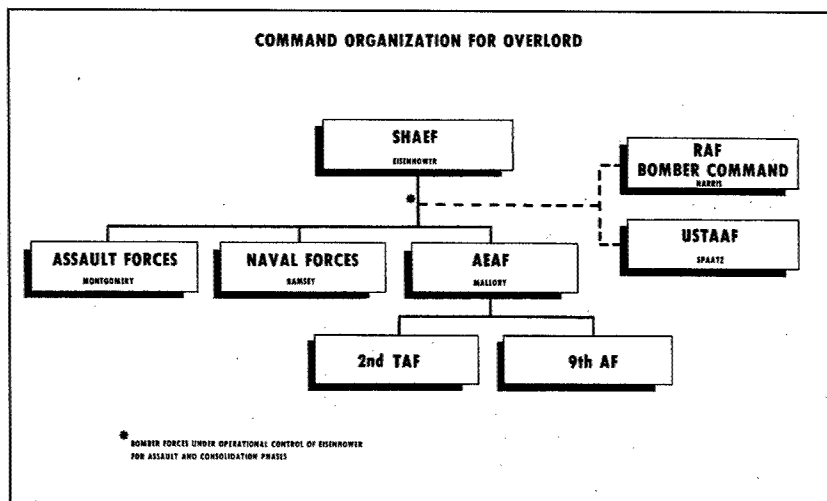 COMMAND ORGANIZATION FOR OVERLORD
SHAEF
EISENHOWER
RAF
BOMBER COMMAND
HARRIS
*
ASSAULT FORCES
MONTGOMERY
NAVAL FORCES
RAMSEY
AEAF
MALLORY
USTAAF
SPAATZ
2nd TAF
9th AF
* BOMBER FORCES UNDER OPERATIONAL CONTROL OF EISENHOWER
FOR ASSAULT AND CONSOLIDATION PHASES